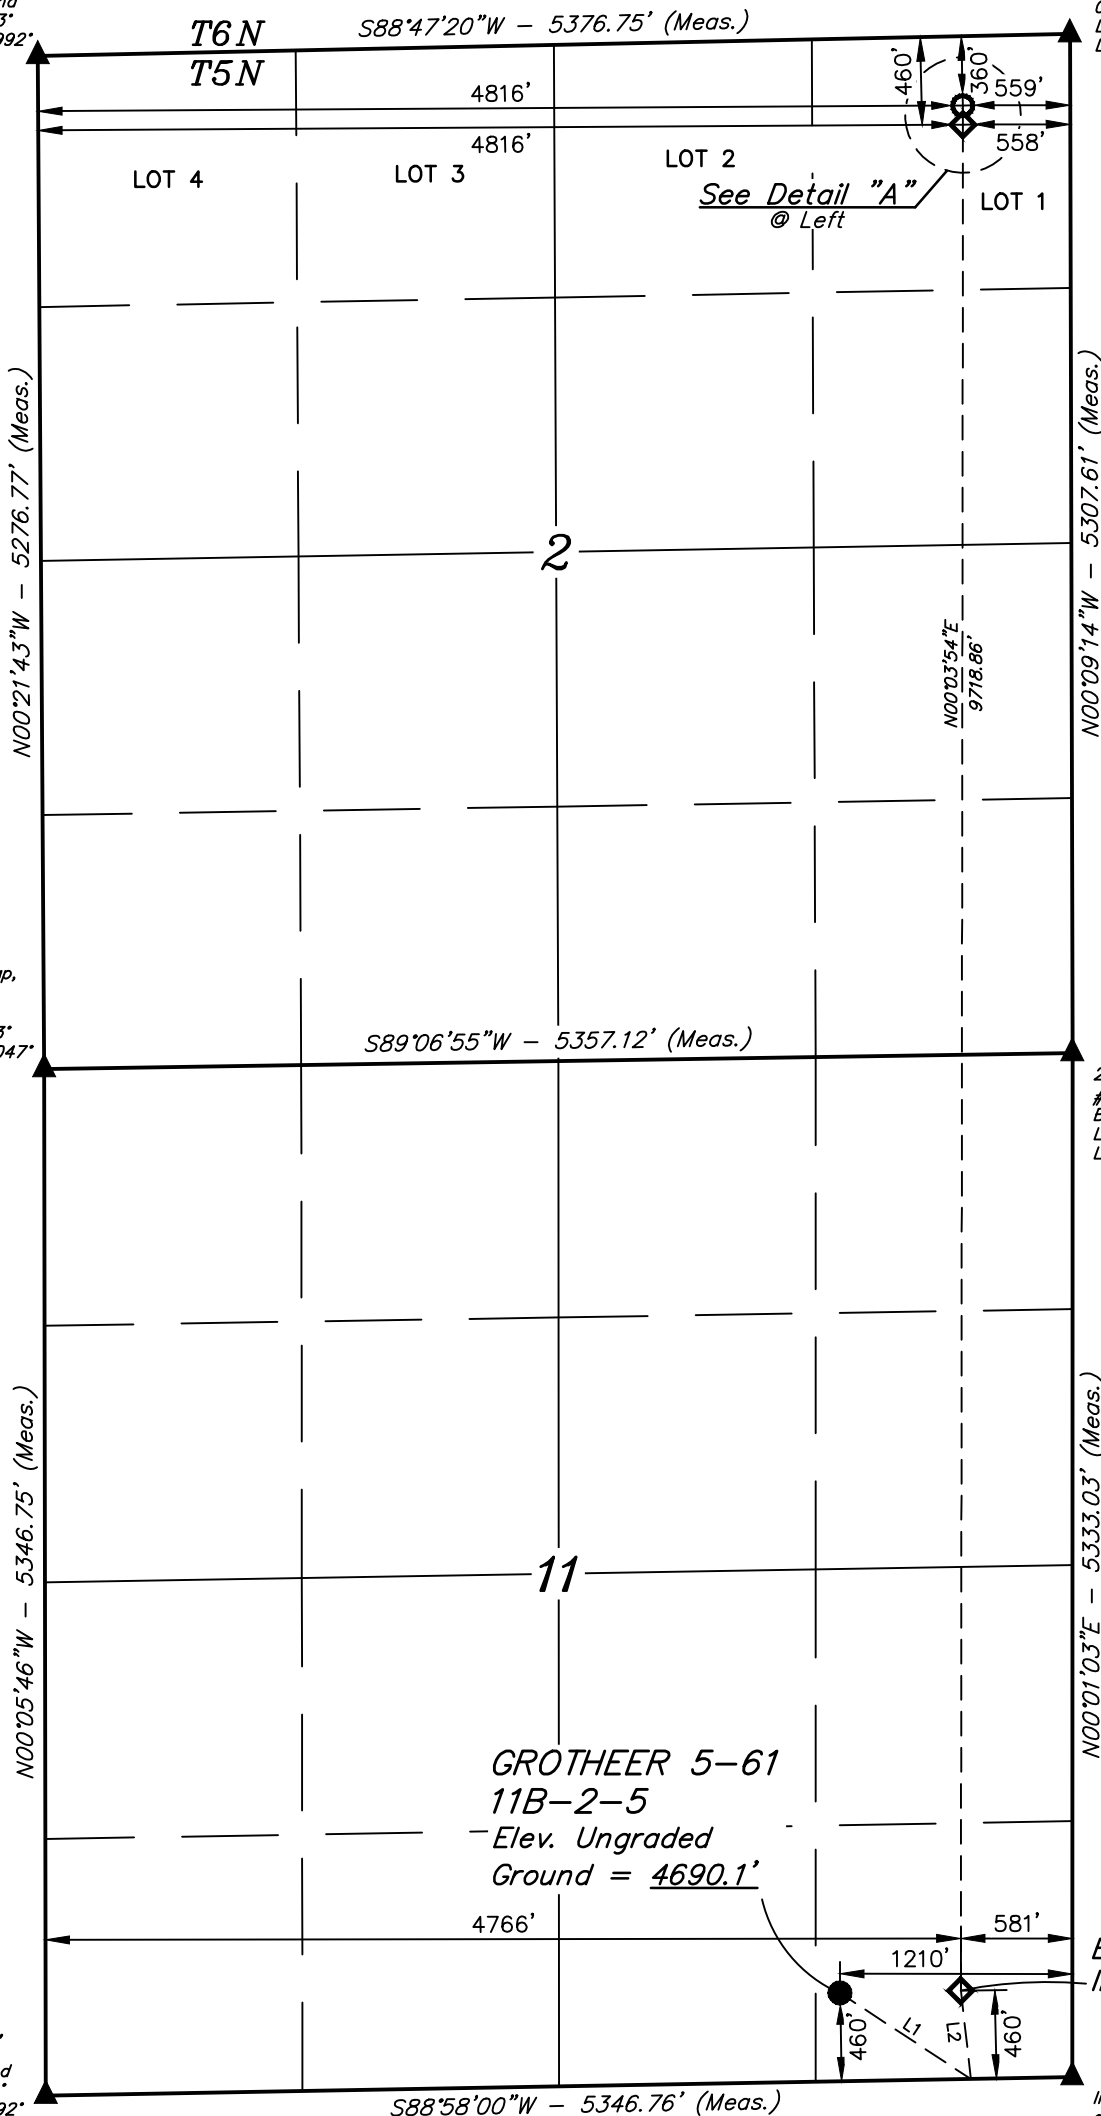 T6N
S88°47'20"W - 5376.75' (Meas.)
T5N
992°
460'
360'
4816'
559'
4816'
558'
LOT 4
LOT 3
LOT 2
LOT 1
See Detail "A"
@ Left
N00°21'43"W - 5276.77' (Meas.)
N00°09'14"W - 5307.61' (Meas.)
2
N00°03'54"E
9718.86'
047°
S89°06'55"W - 5357.12' (Meas.)
N00°05'46"W - 5346.75' (Meas.)
N00°01'03"E - 5333.03' (Meas.)
11
GROTHEER 5-61
11B-2-5
Elev. Ungraded
Ground = 4690.1'
4766'
581'
1210'
460'
L1
L2
460'
92°
S88°58'00"W - 5346.76' (Meas.)